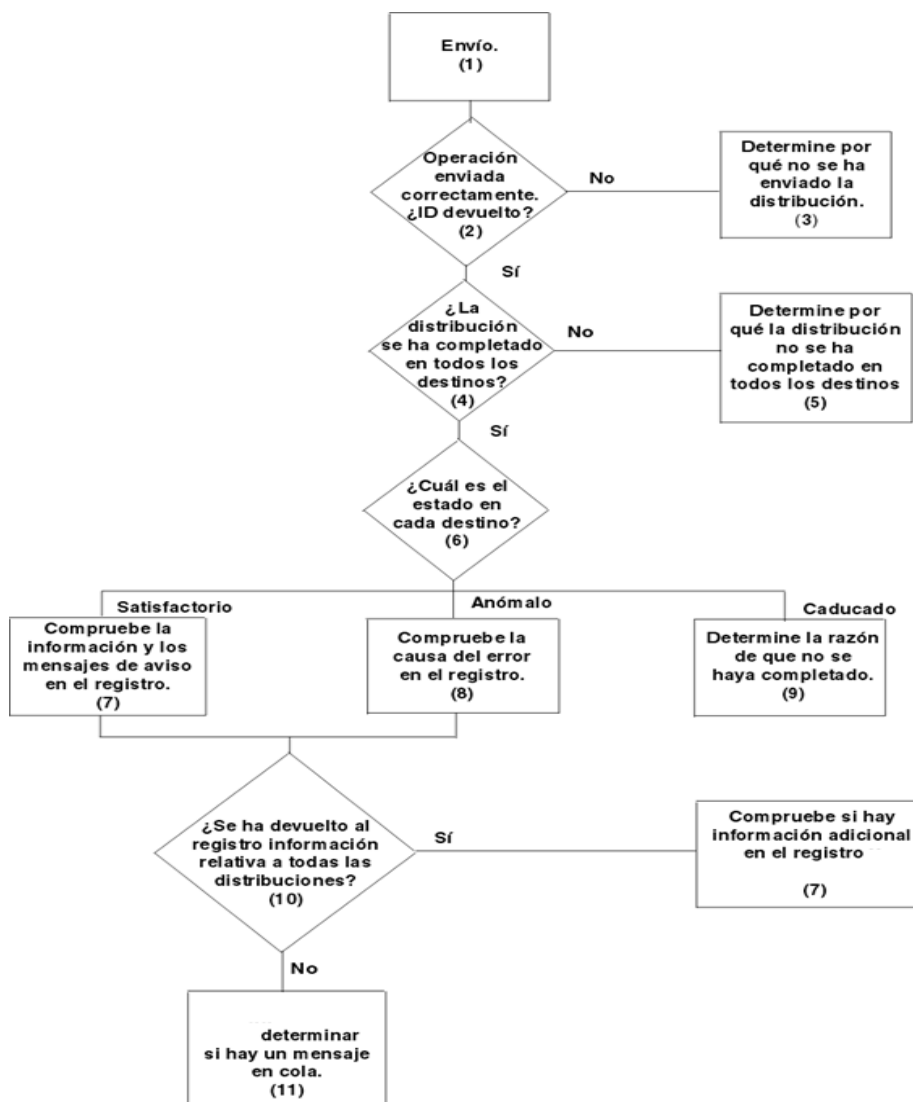 Envío.
(1)
Operación
enviada
correctamente.
¿ID devuelto?
(2)
No
Determine por
qué no se ha
enviado la
distribución.
(3)
Sí
¿La
distribución
se ha completado
en todos los
destinos?
(4)
No
Determine por
qué la distribución
no se ha
completado en
todos los destinos
(5)
Sí
¿Cuál es el
estado en
cada destino?
(6)
Satisfactorio
Anómalo
Caducado
Compruebe la
información y los
mensajes de aviso
en el registro.
(7)
Compruebe la
causa del error
en el registro.
(8)
Determine la razón
de que no se
haya completado.
(9)
¿Se ha devuelto al
registro información
relativa a todas las
distribuciones?
(10)
Sí
Compruebe si hay
información adicional
en el registro
(7)
No
determinar
si hay un mensaje
en cola.
(11)